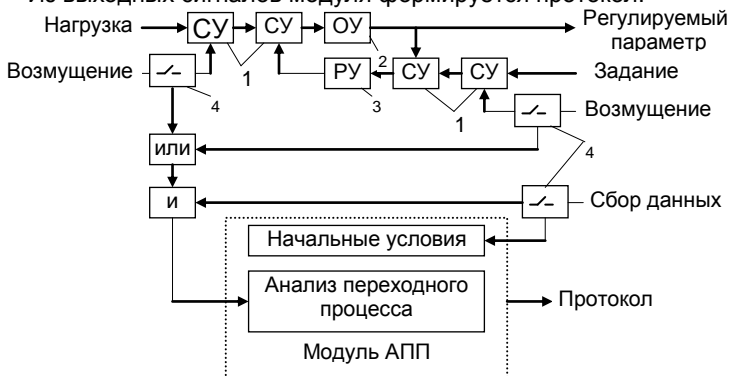 Из выходных сигналов модуля формируется протокол.
Нагрузка СУ СУ ОУ Регулируемый
параметр
2
Возмущение 1 РУ СУ СУ Задание
4 3 1 Возмущение
или 4
и Сбор данных
Начальные условия
Анализ переходного
процесса
Протокол
Модуль АПП